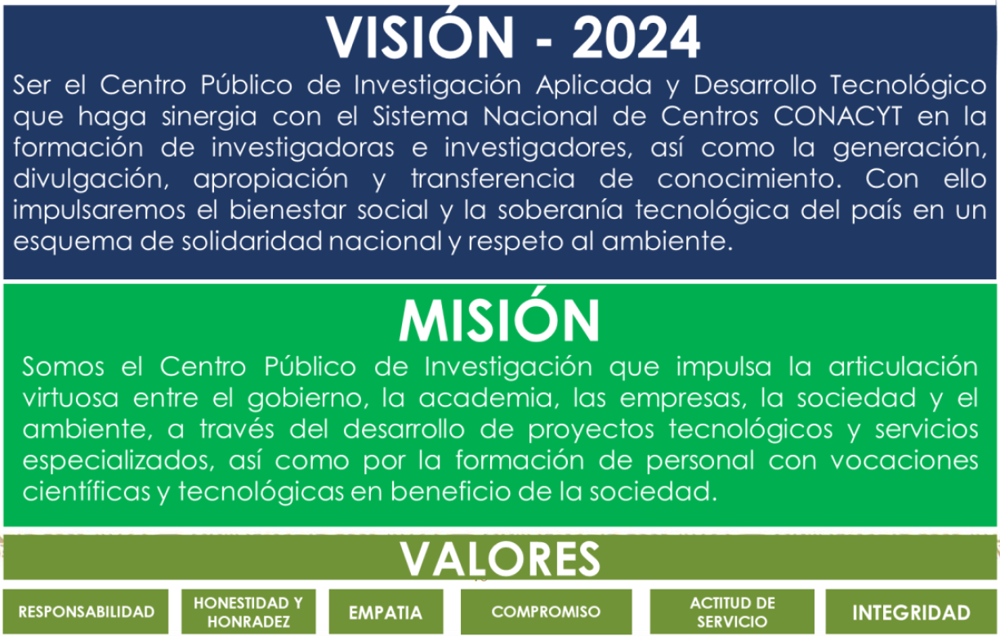 VISIÓN - 2024
Ser el Centro Público de Investigación Aplicada y Desarrollo Tecnológico
que haga sinergia con el Sistema Nacional de Centros CONACYT en la
formación de investigadoras e investigadores, así como la generación,
divulgación, apropiación y transferencia de conocimiento. Con ello
impulsaremos el bienestar social y la soberanía tecnológica del país en un
esquema de solidaridad nacional y respeto al ambiente.
MISIÓN
Somos el Centro Público de Investigación que impulsa la articulación
virtuosa entre el gobierno, la academia, las empresas, la sociedad y el
ambiente, a través del desarrollo de proyectos tecnológicos y servicios
especializados, así como por la formación de personal con vocaciones
científicas y tecnológicas en beneficio de la sociedad.
VALORES
RESPONSABILIDAD
HONESTIDAD Y
HONRADEZ
EMPATIA
COMPROMISO
ACTITUD DE
SERVICIO
INTEGRIDAD